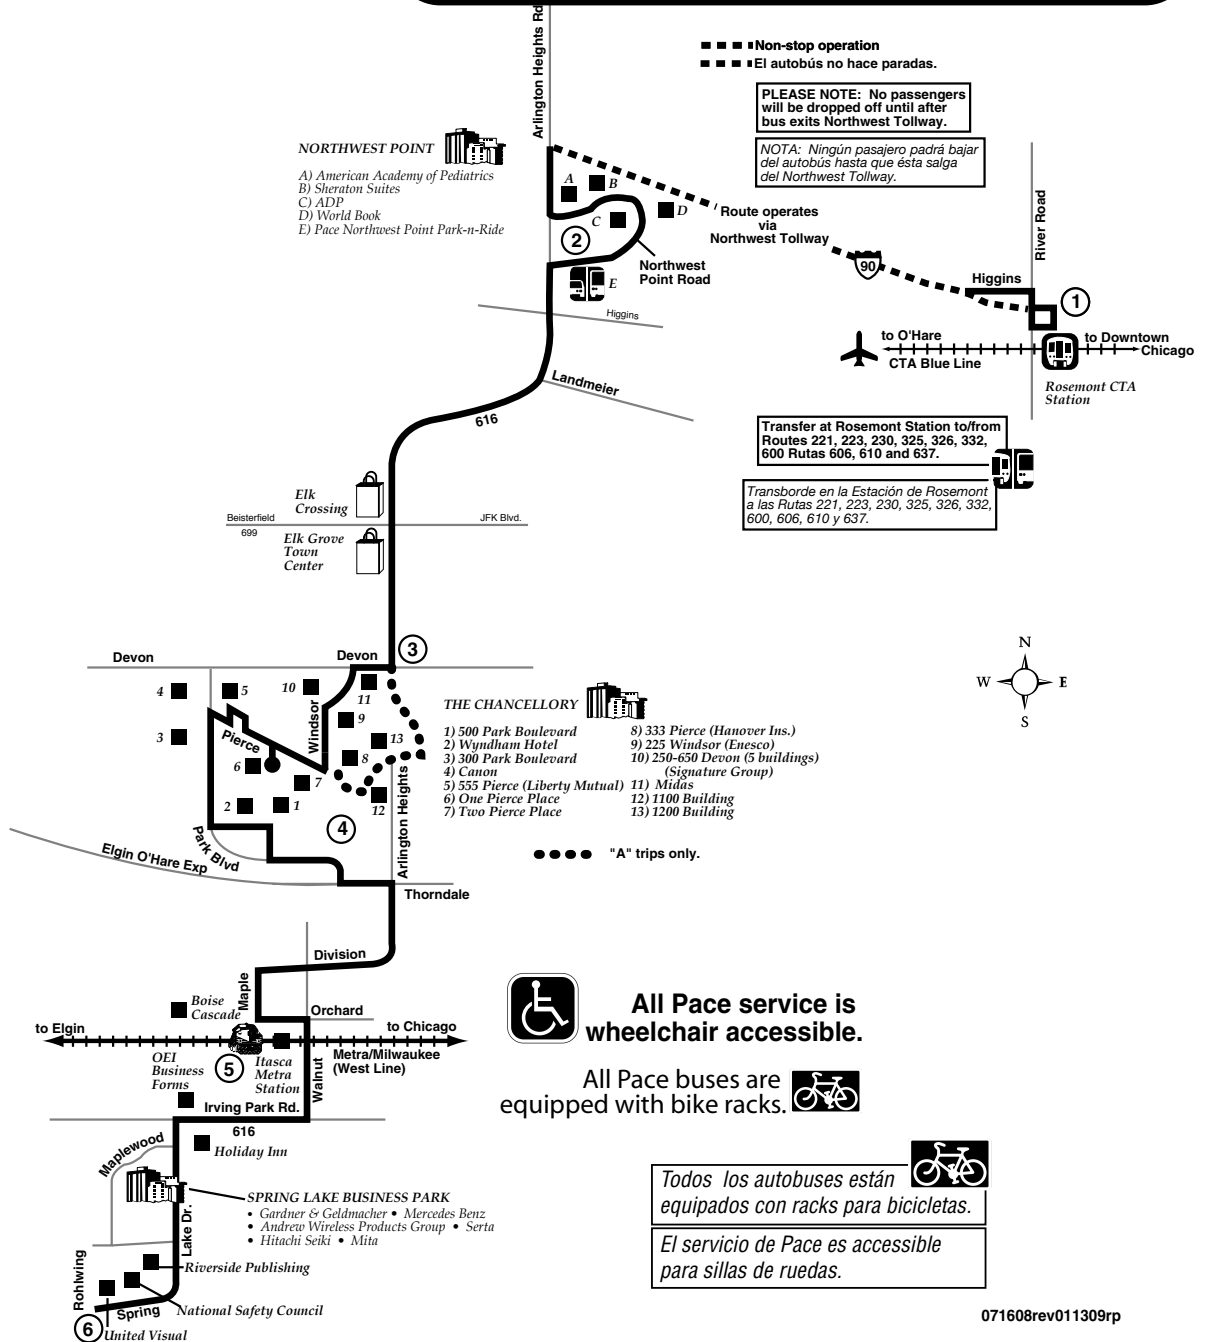 Arlington Heights Rd
Non-stop operation
El autobús no hace paradas.
PLEASE NOTE: No passengers
will be dropped off until after
bus exits Northwest Tollway.
NOTA: Ningún pasajero padrá bajar
del autobús hasta que ésta salga
del Northwest Tollway.
NORTHWEST POINT
A) American Academy of Pediatrics
B) Sheraton Suites
C) ADP
D) World Book
E) Pace Northwest Point Park-n-Ride
A
B
C
D
2
E
Northwest
Point Road
Route operates
via
Northwest Tollway
90
River Road
Higgins
1
Higgins
to O'Hare
CTA Blue Line
to Downtown
Chicago
Rosemont CTA
Station
Landmeier
616
Transfer at Rosemont Station to/from
Routes 221, 223, 230, 325, 326, 332,
600 Rutas 606, 610 and 637.
Transborde en la Estación de Rosemont
a las Rutas 221, 223, 230, 325, 326, 332,
600, 606, 610 y 637.
Elk
Crossing
Beisterfield
699
JFK Blvd.
Elk Grove
Town
Center
Devon
Devon
3
N
W
E
S
4
5
10
11
3
9
13
Windsor
Pierce
6
8
7
2
1
12
4
Park Blvd
Arlington Heights
Elgin O'Hare Exp
Thorndale
THE CHANCELLORY
1) 500 Park Boulevard
2) Wyndham Hotel
3) 300 Park Boulevard
4) Canon
5) 555 Pierce (Liberty Mutual)
6) One Pierce Place
7) Two Pierce Place
8) 333 Pierce (Hanover Ins.)
9) 225 Windsor (Enesco)
10) 250-650 Devon (5 buildings)
(Signature Group)
11) Midas
12) 1100 Building
13) 1200 Building
"A" trips only.
Division
Maple
Boise
Cascade
Orchard
to Elgin
to Chicago
Metra/Milwaukee
(West Line)
OEI
Business
Forms
5
Itasca
Metra
Station
Walnut
Irving Park Rd.
616
Holiday Inn
Maplewood
SPRING LAKE BUSINESS PARK
• Gardner & Geldmacher • Mercedes Benz
• Andrew Wireless Products Group • Serta
• Hitachi Seiki • Mita
Lake Dr.
Riverside Publishing
Rohlwing
National Safety Council
Spring
6
United Visual
All Pace service is
wheelchair accessible.
All Pace buses are
equipped with bike racks.
Todos los autobuses están
equipados con racks para bicicletas.
El servicio de Pace es accessible
para sillas de ruedas.
071608rev011309rp